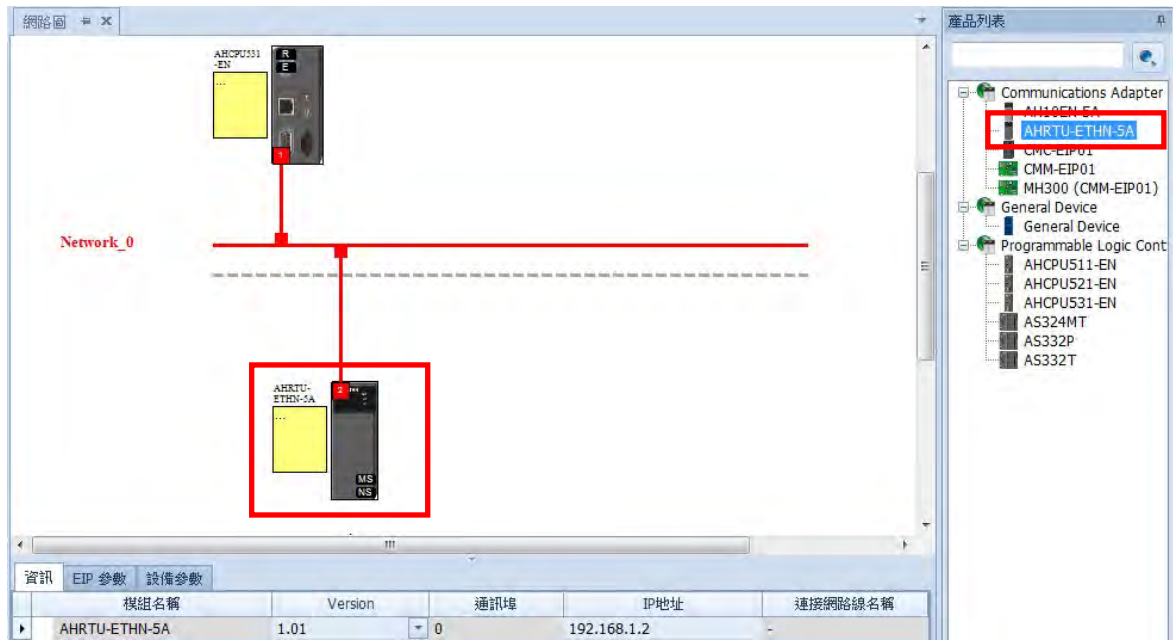 網路圖
產品列表
AHCPU531
-EN
...
R
E
1
Network_0
2
AHRTU-
ETHN-5A
...
MS
NS
Communications Adapter
AH10EN-5A
AHRTU-ETHN-5A
CMC-EIP01
CMM-EIP01
MH300 (CMM-EIP01)
General Device
General Device
Programmable Logic Cont
AHCPU511-EN
AHCPU521-EN
AHCPU531-EN
AS324MT
AS332P
AS332T
資訊 EIP 參數 設備參數
模組名稱 Version 通訊埠 IP地址 連接網路線名稱
AHRTU-ETHN-5A 1.01 0 192.168.1.2 -